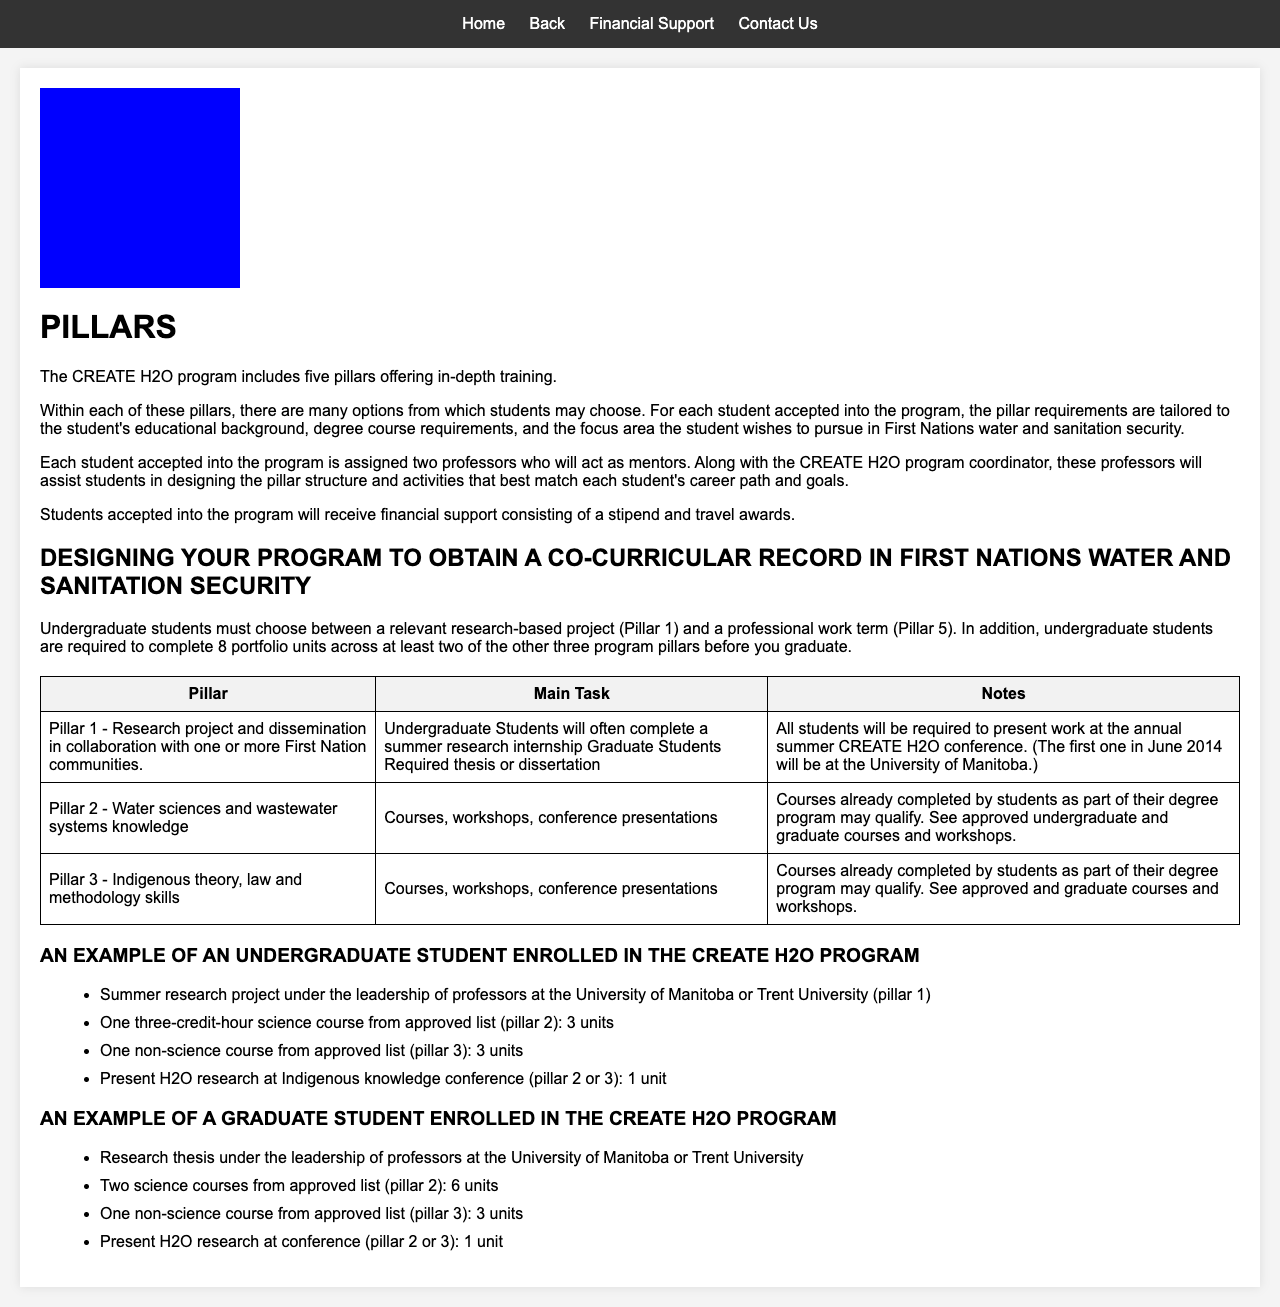 Home Back Financial Support Contact Us
PILLARS
The CREATE H2O program includes five pillars offering in-depth training.
Within each of these pillars, there are many options from which students may choose. For each student accepted into the program, the pillar requirements are tailored to
the student's educational background, degree course requirements, and the focus area the student wishes to pursue in First Nations water and sanitation security.
Each student accepted into the program is assigned two professors who will act as mentors. Along with the CREATE H2O program coordinator, these professors will
assist students in designing the pillar structure and activities that best match each student's career path and goals.
Students accepted into the program will receive financial support consisting of a stipend and travel awards.
DESIGNING YOUR PROGRAM TO OBTAIN A CO-CURRICULAR RECORD IN FIRST NATIONS WATER AND
SANITATION SECURITY
Undergraduate students must choose between a relevant research-based project (Pillar 1) and a professional work term (Pillar 5). In addition, undergraduate students
are required to complete 8 portfolio units across at least two of the other three program pillars before you graduate.
Pillar Main Task Notes
Pillar 1 - Research project and dissemination
in collaboration with one or more First Nation
communities.
Undergraduate Students will often complete a
summer research internship Graduate Students
Required thesis or dissertation
All students will be required to present work at the annual
summer CREATE H2O conference. (The first one in June 2014
will be at the University of Manitoba.)
Pillar 2 - Water sciences and wastewater
systems knowledge
Courses, workshops, conference presentations
Courses already completed by students as part of their degree
program may qualify. See approved undergraduate and
graduate courses and workshops.
Pillar 3 - Indigenous theory, law and
methodology skills
Courses, workshops, conference presentations
Courses already completed by students as part of their degree
program may qualify. See approved and graduate courses and
workshops.
AN EXAMPLE OF AN UNDERGRADUATE STUDENT ENROLLED IN THE CREATE H2O PROGRAM
• Summer research project under the leadership of professors at the University of Manitoba or Trent University (pillar 1)
• One three-credit-hour science course from approved list (pillar 2): 3 units
• One non-science course from approved list (pillar 3): 3 units
• Present H2O research at Indigenous knowledge conference (pillar 2 or 3): 1 unit
AN EXAMPLE OF A GRADUATE STUDENT ENROLLED IN THE CREATE H2O PROGRAM
• Research thesis under the leadership of professors at the University of Manitoba or Trent University
• Two science courses from approved list (pillar 2): 6 units
• One non-science course from approved list (pillar 3): 3 units
• Present H2O research at conference (pillar 2 or 3): 1 unit